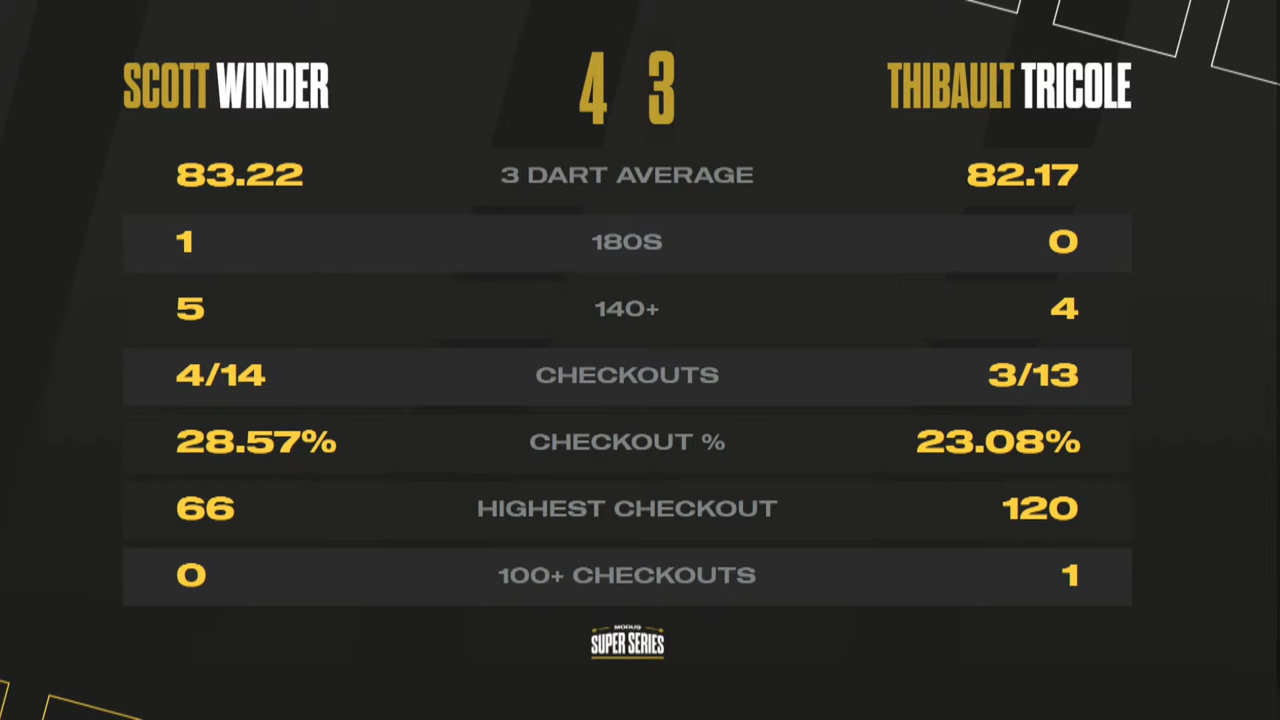 SCOTT WINDER 4 3 THIBAULT TRICOLE
83.22 3 DART AVERAGE 82.17
1 180S 0
5 140+ 4
4/14 CHECKOUTS 3/13
28.57% CHECKOUT % 23.08%
66 HIGHEST CHECKOUT 120
0 100+ CHECKOUTS 1
MODUS
SUPER SERIES